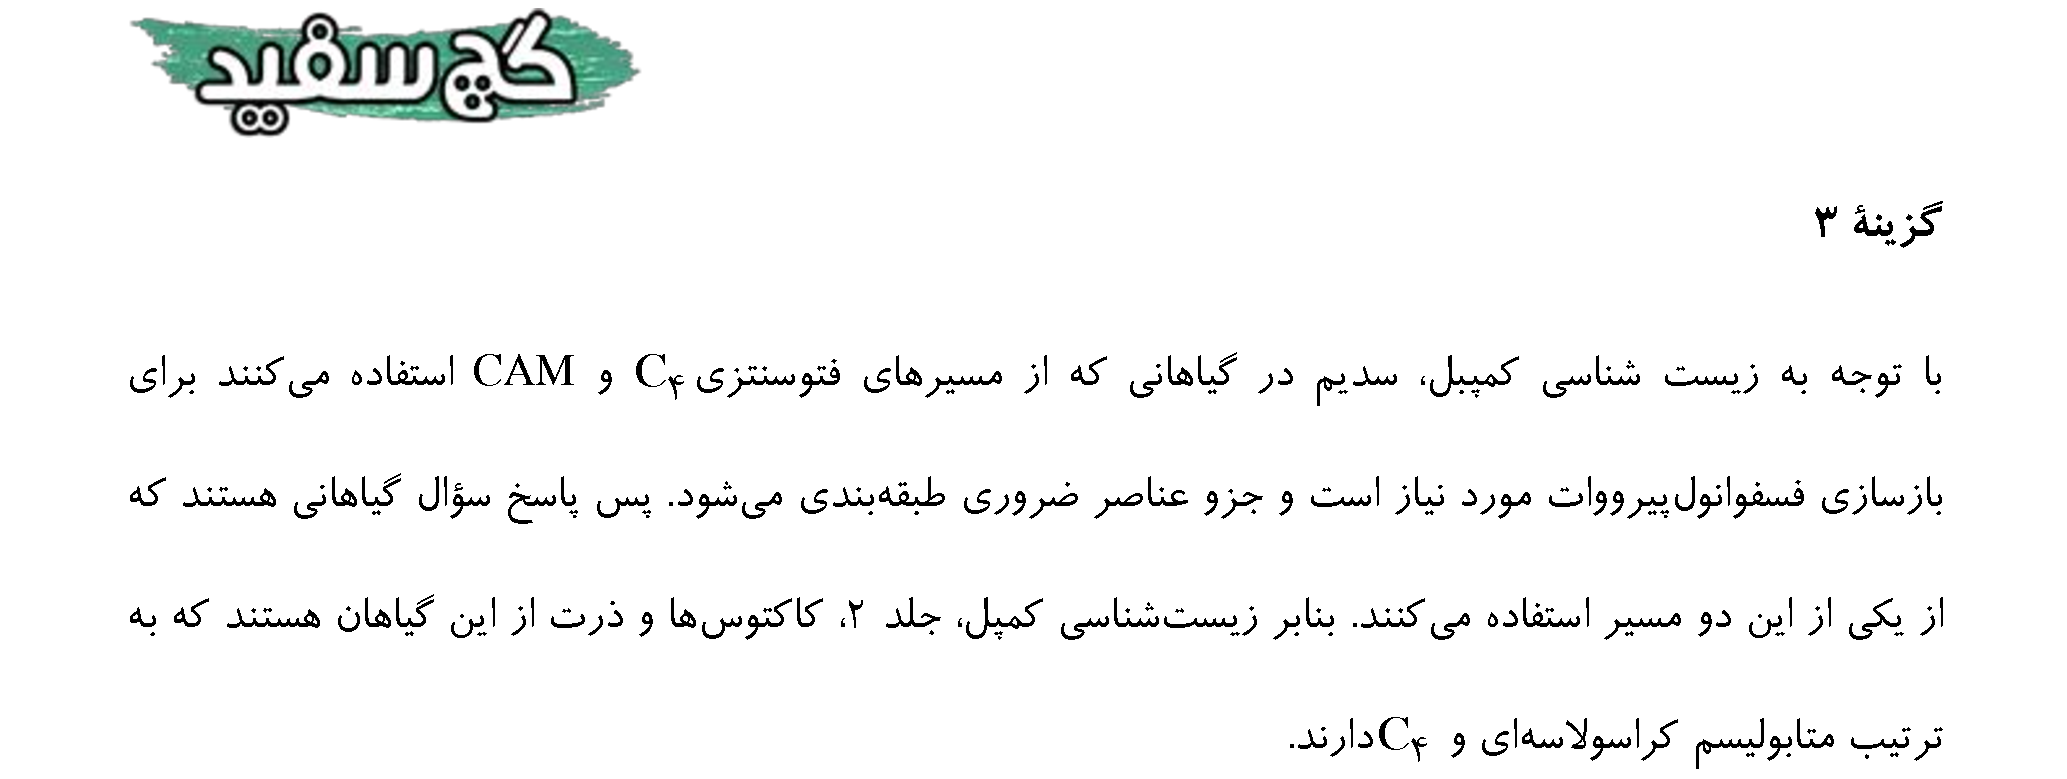 گچ سفید
گزینهٔ ۳
با توجه به زیست شناسی کمپبل، سدیم در گیاهانی که از مسیرهای فتوسنتزی C۴ و CAM استفاده می‌کنند برای
بازسازی فسفوانول‌پیرووات مورد نیاز است و جزو عناصر ضروری طبقه‌بندی می‌شود. پس پاسخ سؤال گیاهانی هستند که
از یکی از این دو مسیر استفاده می‌کنند. بنابر زیست‌شناسی کمپل، جلد ۲، کاکتوس‌ها و ذرت از این گیاهان هستند که به
ترتیب متابولیسم کراسولاسه‌ای و C۴دارند.